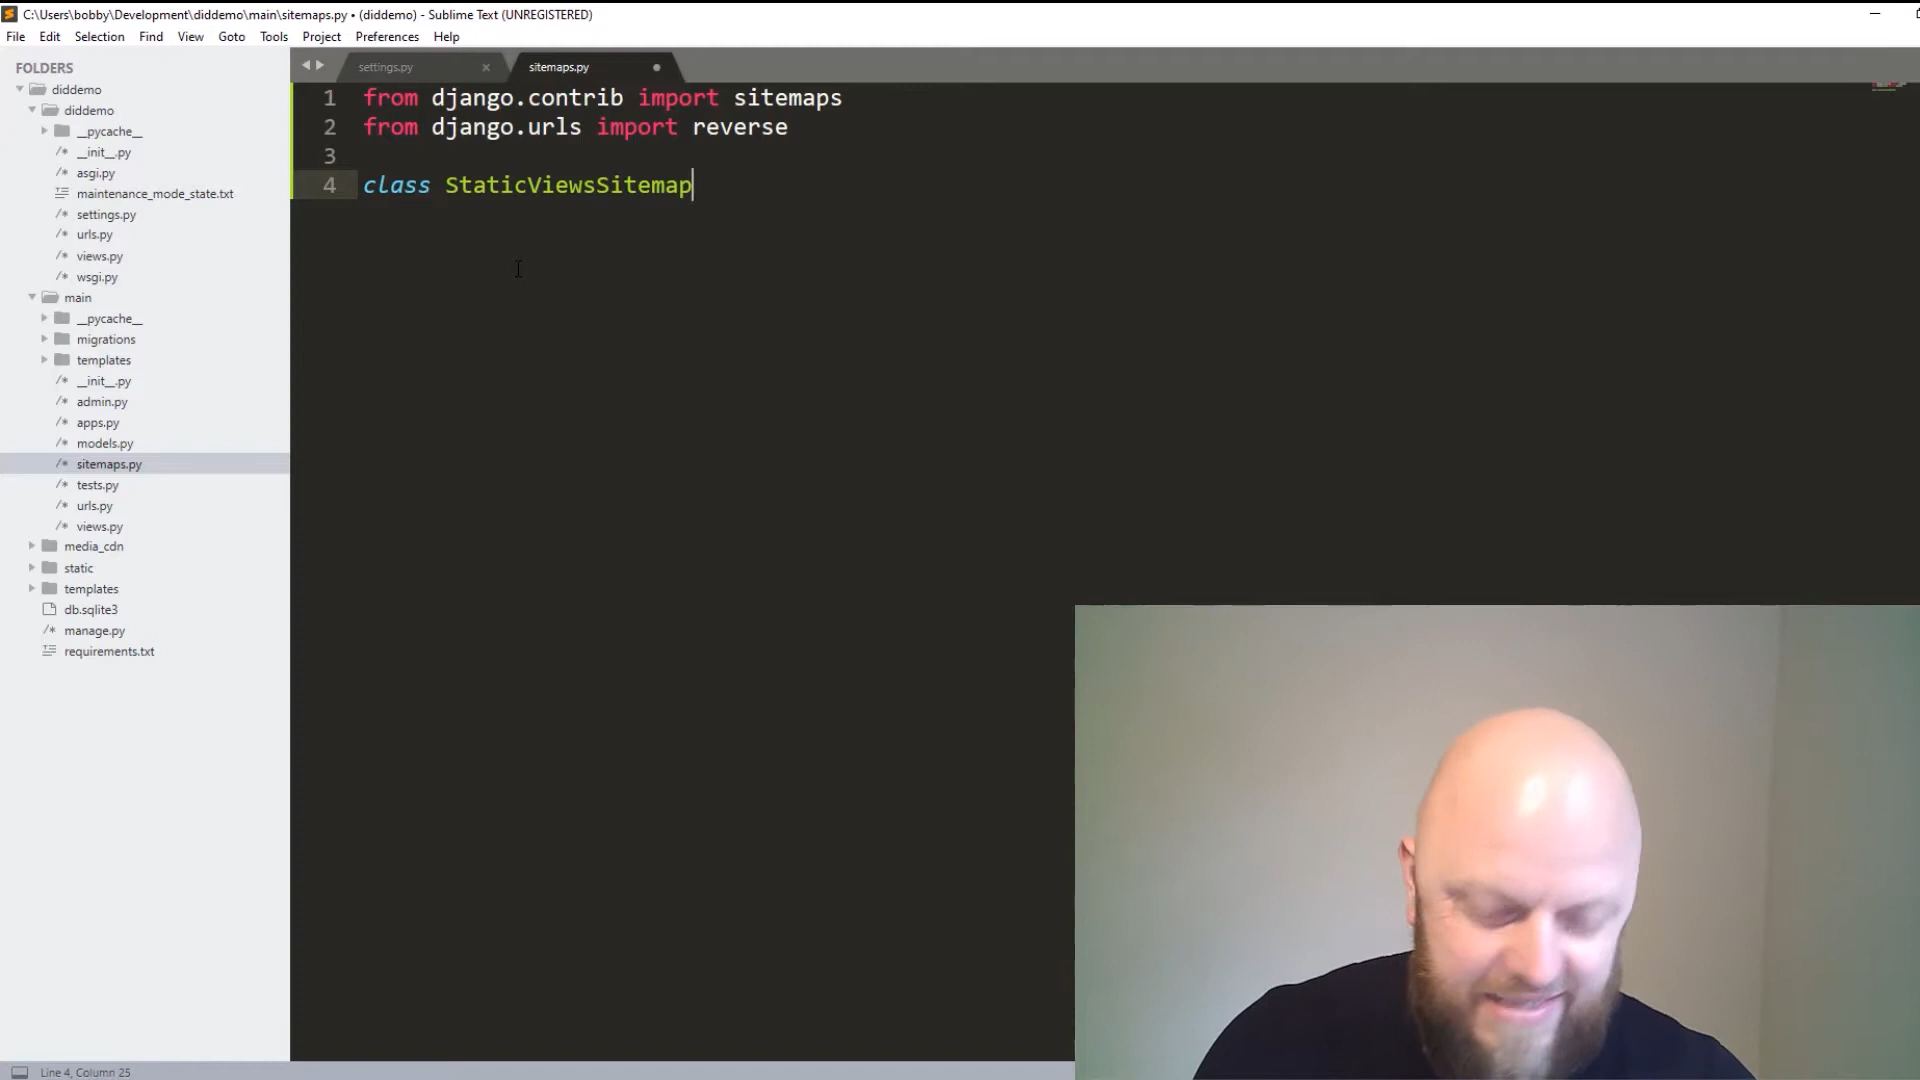 C:\Users\bobby\Development\diddemo\main\sitemaps.py • (diddemo) - Sublime Text (UNREGISTERED)
File Edit Selection Find View Goto Tools Project Preferences Help
FOLDERS
diddemo
diddemo
__pycache__
__init__.py
asgi.py
maintenance_mode_state.txt
settings.py
urls.py
views.py
wsgi.py
main
__pycache__
migrations
templates
__init__.py
admin.py
apps.py
models.py
sitemaps.py
tests.py
urls.py
views.py
media_cdn
static
templates
db.sqlite3
manage.py
requirements.txt
settings.py
sitemaps.py
1 from django.contrib import sitemaps
2 from django.urls import reverse
3
4 class StaticViewsSitemap
Line 4, Column 25